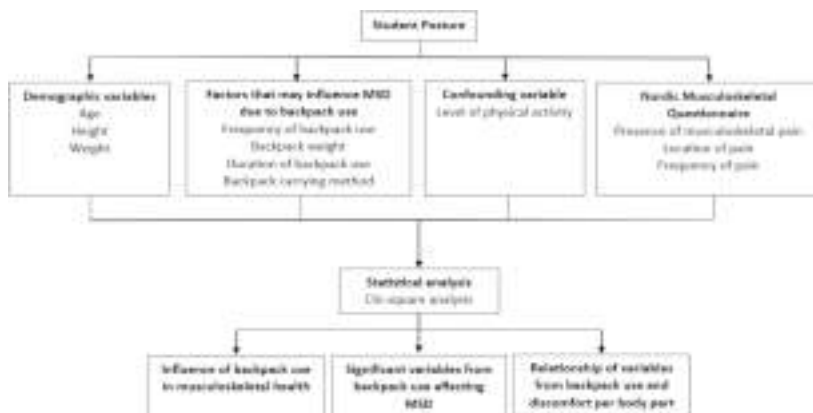 Student Posture
Demographic variables
Age
Height
Weight
Factors that may influence MSD
due to backpack use
Frequency of backpack use
Backpack weight
Duration of backpack use
Backpack carrying method
Confounding variable
Level of physical activity
Nordic Musculoskeletal
Questionnaire
Presence of musculoskeletal pain
Location of pain
Frequency of pain
Statistical analysis
Chi-square analysis
Influence of backpack use
in musculoskeletal health
Significant variables from
backpack use affecting
MSD
Relationship of variables
from backpack use and
discomfort per body part